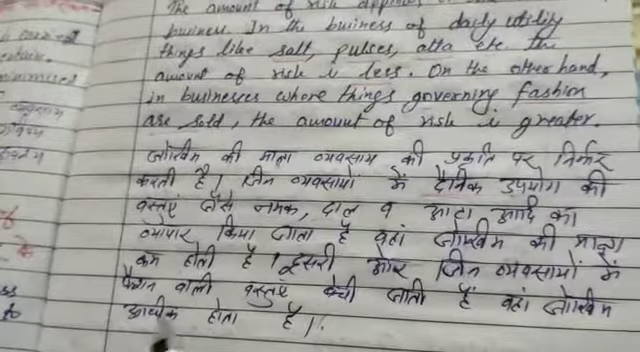 The amount of risk
business. In the business of daily utility
things like salt, pulses, atta etc. the
amount of risk is less. On the other hand,
in businesses where things governing fashion
are sold, the amount of risk is greater.
जोखिम की मात्रा व्यवसाय की प्रकृति पर निर्भर
करती है। जिन व्यवसायों में दैनिक उपयोग की
वस्तुएं जैसे नमक, दाल व आटा आदि का
व्योपार किया जाता है वहां जोखिम की मात्रा
कम होती है। दूसरी ओर जिन व्यवसायों में
फैशन वाली वस्तुएं बेची जाती हैं वहां जोखिम
अधीक होता है।